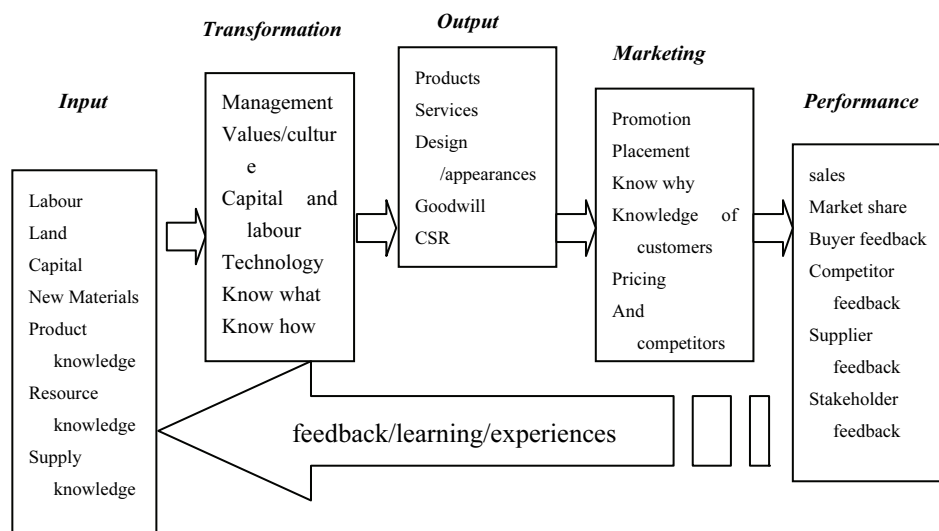 Input
Labour
Land
Capital
New Materials
Product
knowledge
Resource
knowledge
Supply
knowledge
Transformation
Management
Values/cultur
e
Capital and
labour
Technology
Know what
Know how
Output
Products
Services
Design
/appearances
Goodwill
CSR
Marketing
Promotion
Placement
Know why
Knowledge of
customers
Pricing
And
competitors
Performance
sales
Market share
Buyer feedback
Competitor
feedback
Supplier
feedback
Stakeholder
feedback
feedback/learning/experiences